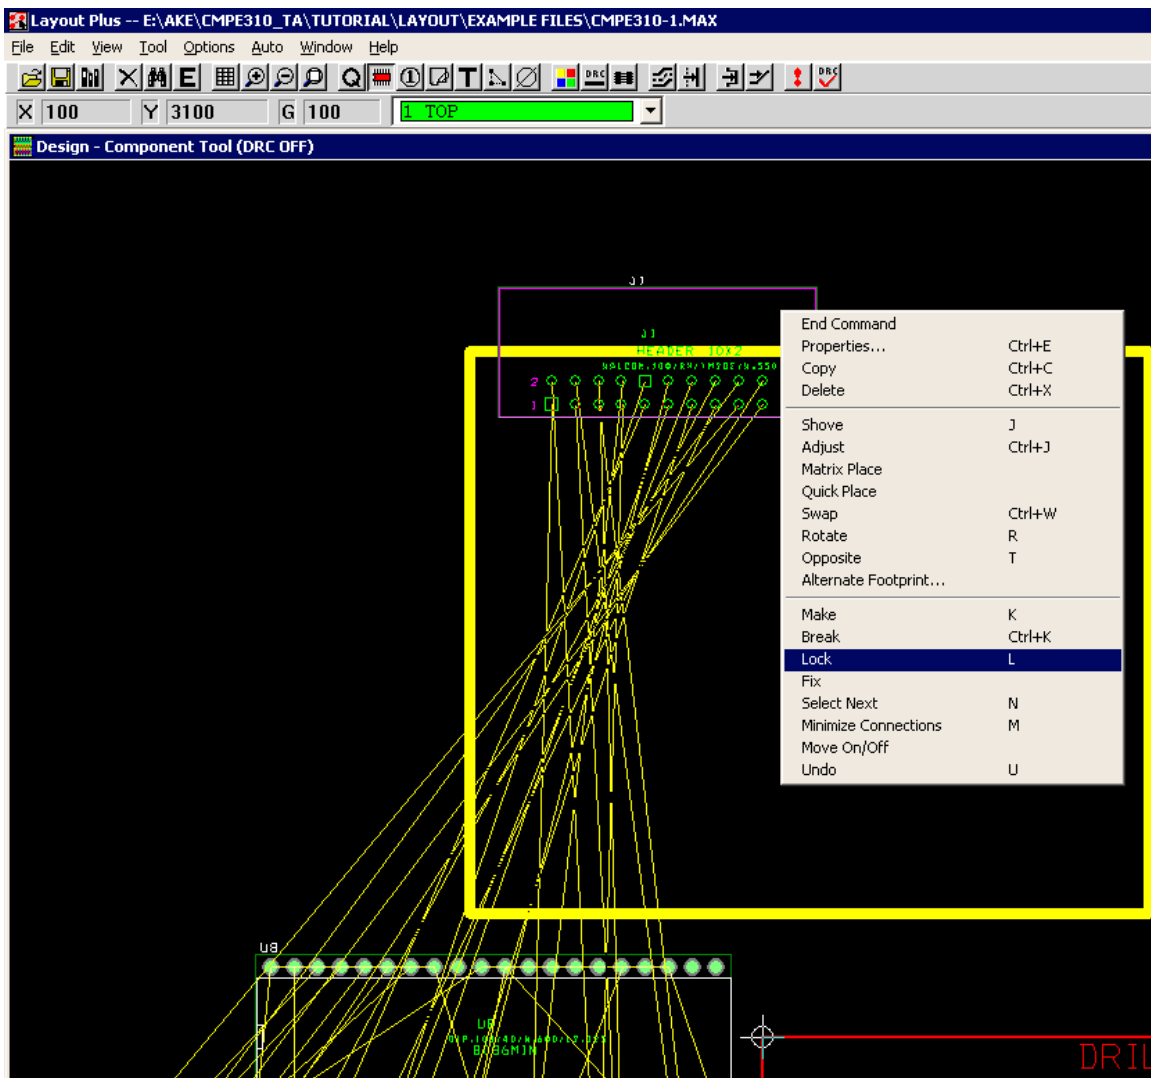 Layout Plus -- E:\AKE\CMPE310_TA\TUTORIAL\LAYOUT\EXAMPLE FILES\CMPE310-1.MAX
File Edit View Tool Options Auto Window Help
X 100 Y 3100 G 100 1 TOP
Design - Component Tool (DRC OFF)
J1
J1
HEADER 10X2
2
1
End Command
Properties... Ctrl+E
Copy Ctrl+C
Delete Ctrl+X
Shove J
Adjust Ctrl+J
Matrix Place
Quick Place
Swap Ctrl+W
Rotate R
Opposite T
Alternate Footprint...
Make K
Break Ctrl+K
Lock L
Fix
Select Next N
Minimize Connections M
Move On/Off
Undo U
U8
U8
8086MIN
DRIL